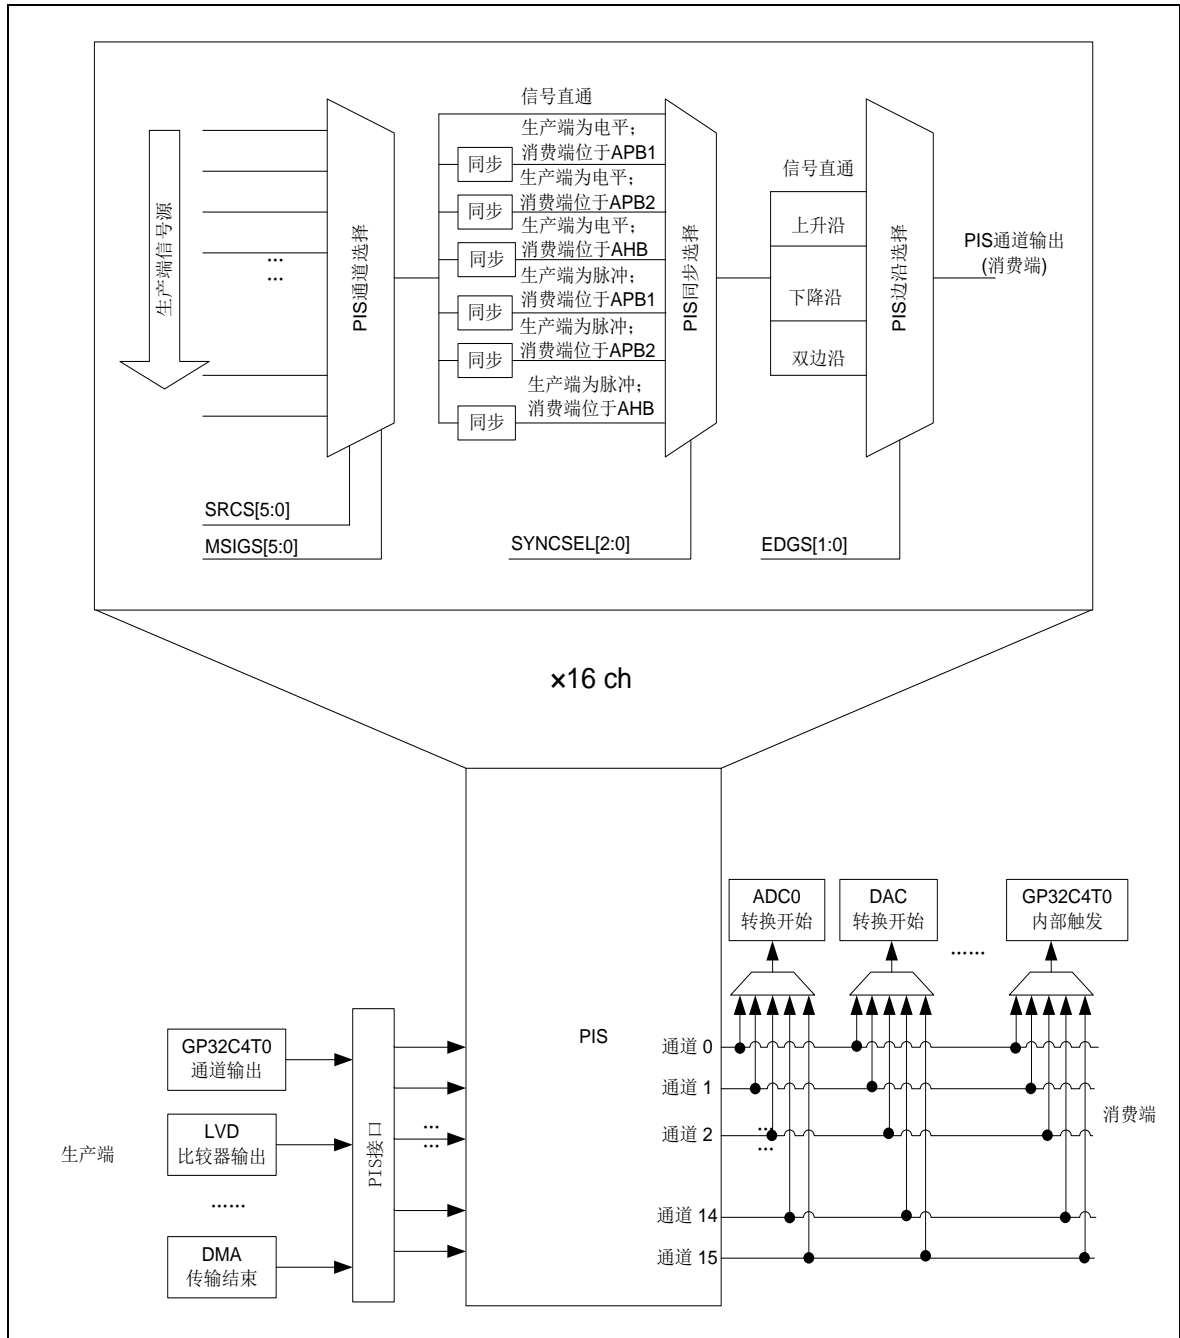 信号直通
生产端为电平；
消费端位于APB1
同步
生产端为电平；
消费端位于APB2
同步
生产端为电平；
消费端位于AHB
同步
生产端为脉冲；
消费端位于APB1
同步
生产端为脉冲；
消费端位于APB2
同步
生产端为脉冲；
消费端位于AHB
同步
生产端信号源
...
...
PIS通道选择
PIS同步选择
信号直通
上升沿
下降沿
双边沿
PIS边沿选择
PIS通道输出
(消费端)
SRCS[5:0]
MSIGS[5:0]
SYNCSEL[2:0]
EDGS[1:0]
×16 ch
ADC0
转换开始
DAC
转换开始
......
GP32C4T0
内部触发
生产端
GP32C4T0
通道输出
LVD
比较器输出
......
DMA
传输结束
PIS接口
...
...
PIS
通道 0
通道 1
通道 2
...
...
通道 14
通道 15
消费端